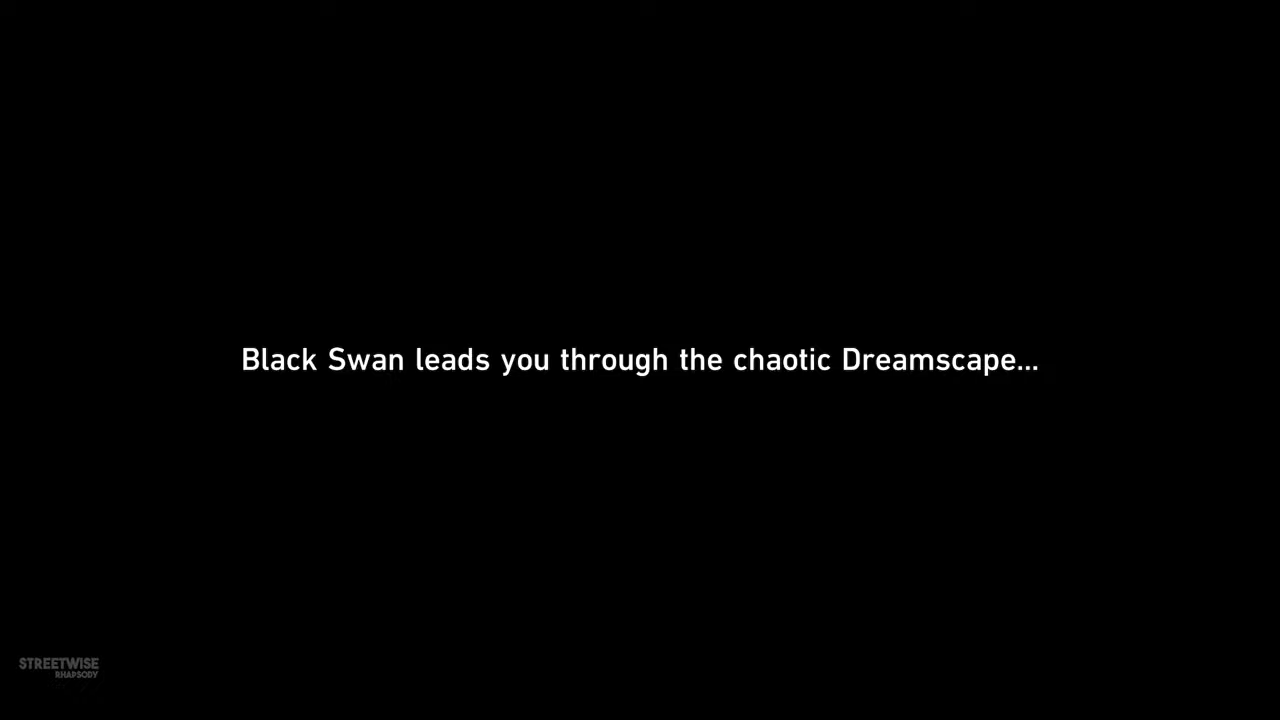 Black Swan leads you through the chaotic Dreamscape...
STREETWISE
RHAPSODY